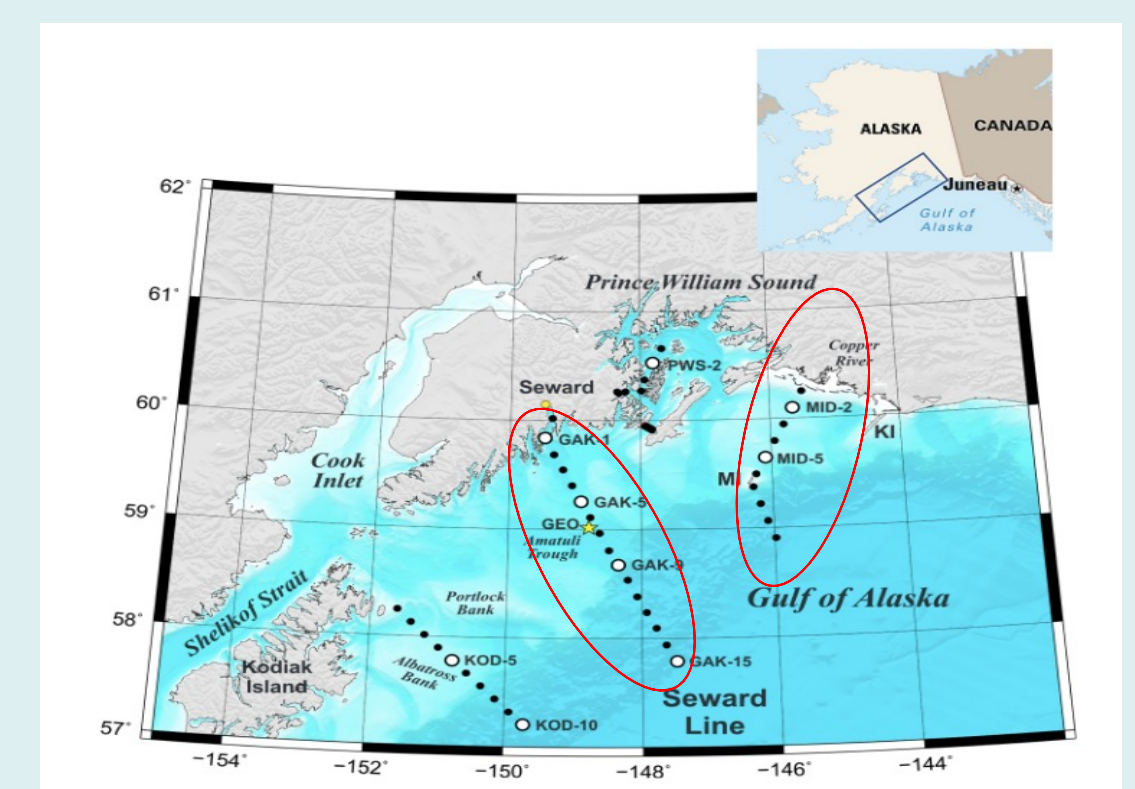 ALASKA
CANADA
Juneau
Gulf of
Alaska
62°
61°
60°
59°
58°
57°
Prince William Sound
Copper
River
PWS-2
Seward
MID-2
KI
GAK-1
Cook
Inlet
MID-5
MI
GAK-5
GEO
Amatuli
Trough
GAK-9
Gulf of Alaska
Shelikof Strait
Portlock
Bank
KOD-5
GAK-15
Albatross
Bank
Kodiak
Island
Seward
Line
KOD-10
−154°
−152°
−150°
−148°
−146°
−144°